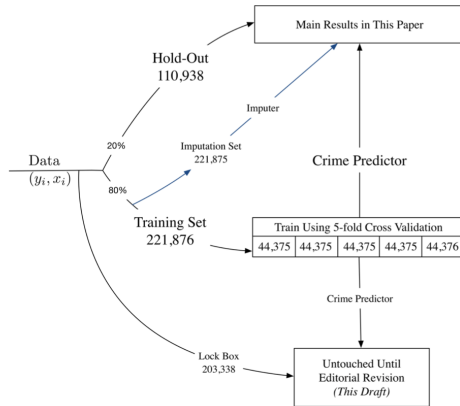 Main Results in This Paper
Hold-Out
110,938
Imputer
20%
Imputation Set
221,875
Data
(y_i, x_i)
80%
Crime Predictor
Training Set
221,876
Train Using 5-fold Cross Validation
44,375 44,375 44,375 44,375 44,376
Crime Predictor
Lock Box
203,338
Untouched Until
Editorial Revision
(This Draft)